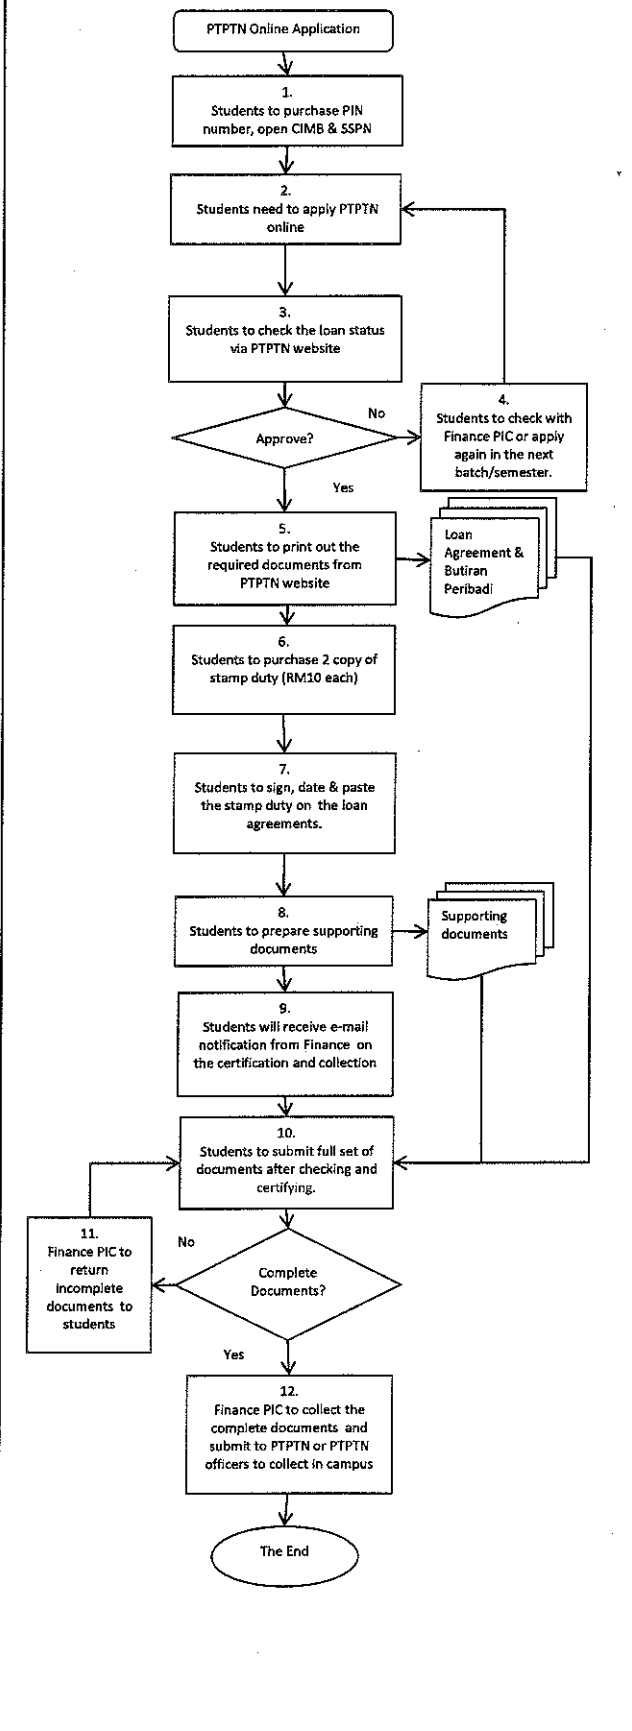 PTPTN Online Application
1.
Students to purchase PIN
number, open CIMB & SSPN
2.
Students need to apply PTPTN
online
3.
Students to check the loan status
via PTPTN website
Approve?
No
4.
Students to check with
Finance PIC or apply
again in the next
batch/semester.
Yes
5.
Students to print out the
required documents from
PTPTN website
Loan
Agreement &
Butiran
Peribadi
6.
Students to purchase 2 copy of
stamp duty (RM10 each)
7.
Students to sign, date & paste
the stamp duty on the loan
agreements.
8.
Students to prepare supporting
documents
Supporting
documents
9.
Students will receive e-mail
notification from Finance on
the certification and collection
10.
Students to submit full set of
documents after checking and
certifying.
11.
Finance PIC to
return
incomplete
documents to
students
No
Complete
Documents?
Yes
12.
Finance PIC to collect the
complete documents and
submit to PTPTN or PTPTN
officers to collect in campus
The End